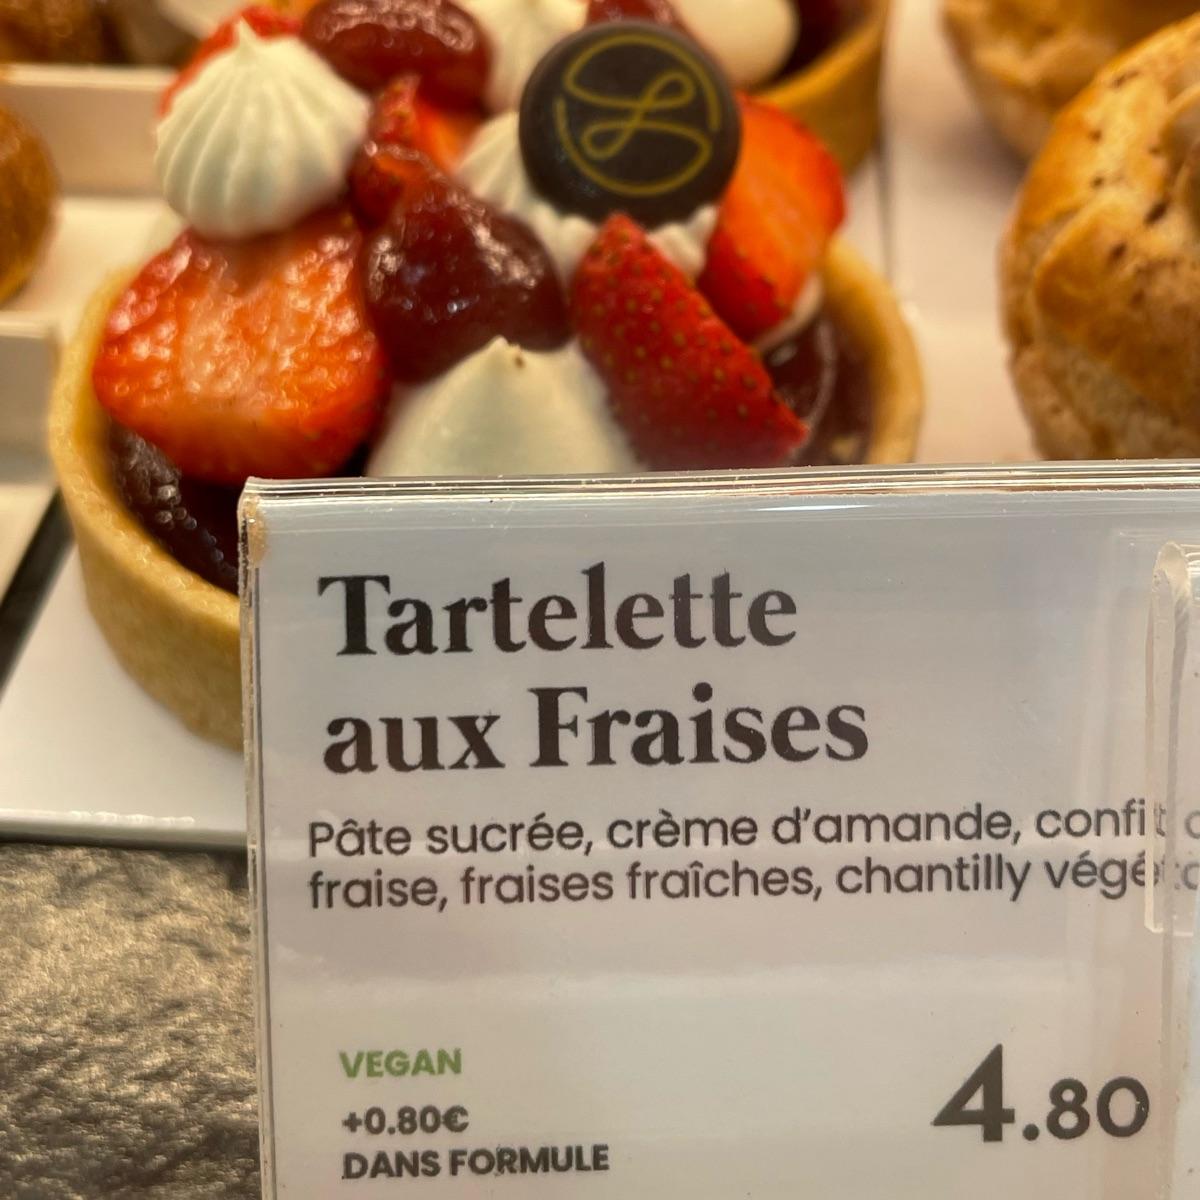 Tartelette
aux Fraises
Pâte sucrée, crème d'amande, confit
fraise, fraises fraîches, chantilly
VEGAN
+0.80€
DANS FORMULE
4.80